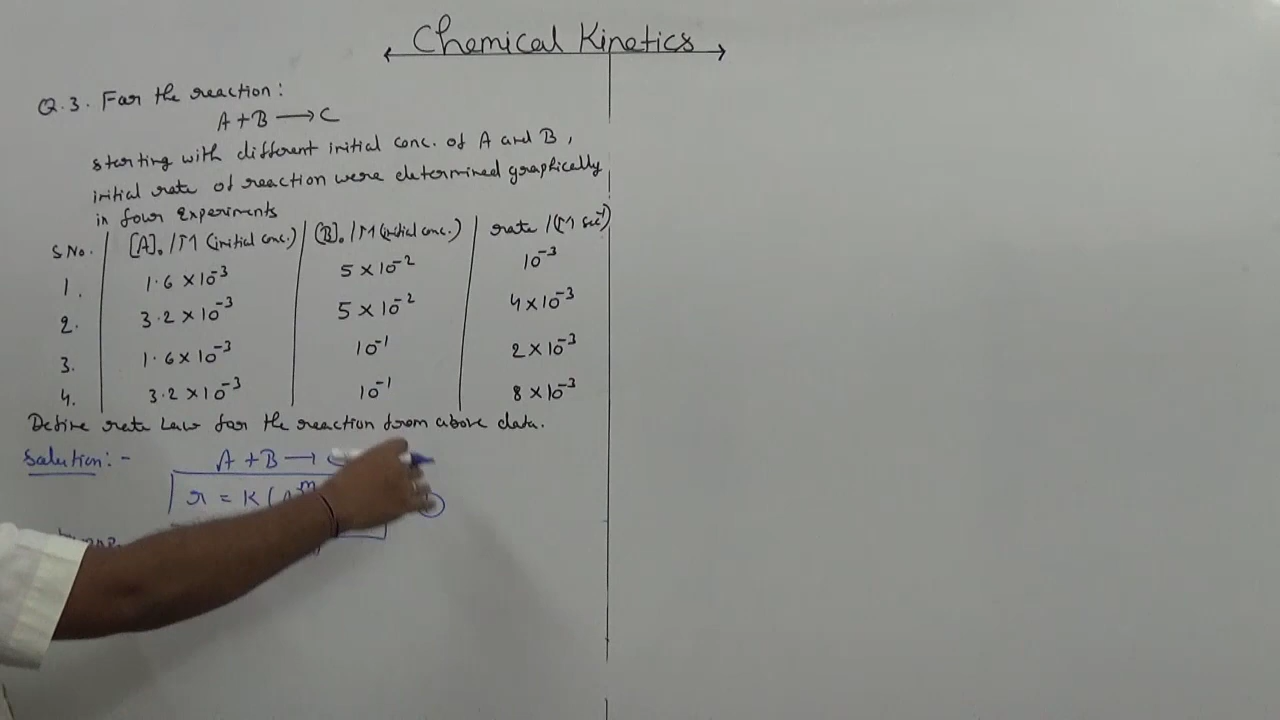 Chemical Kinetics
Q.3. For the reaction:
A + B → C
starting with different initial conc. of A and B,
initial rate of reaction were determined graphically
in four Experiments
S No. [A]₀ / M (initial conc.) [B]₀ / M (initial conc.) rate / (M sec⁻¹)
1. 1.6 × 10⁻³ 5 × 10⁻² 10⁻³
2. 3.2 × 10⁻³ 5 × 10⁻² 4 × 10⁻³
3. 1.6 × 10⁻³ 10⁻¹ 2 × 10⁻³
4. 3.2 × 10⁻³ 10⁻¹ 8 × 10⁻³
Define rate Law for the reaction from above data.
Solution:-
A + B → C
r = K (A)ᵐ